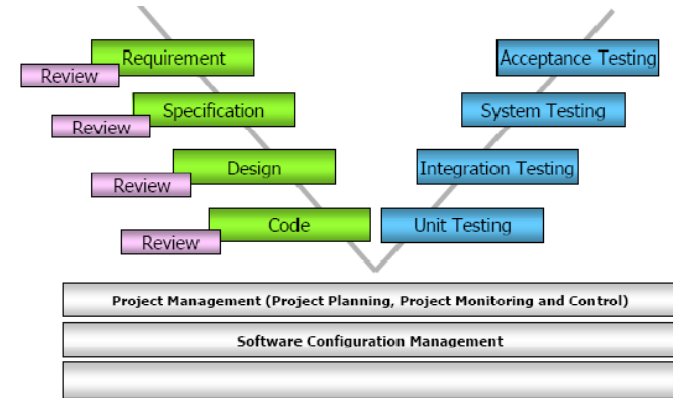 Requirement
Acceptance Testing
Review
Specification
System Testing
Review
Design
Integration Testing
Review
Code
Unit Testing
Review
Project Management (Project Planning, Project Monitoring and Control)
Software Configuration Management